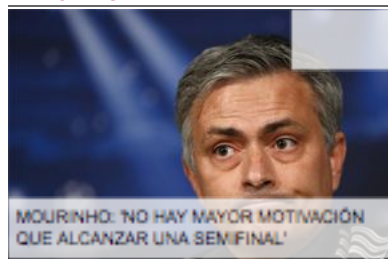 MOURINHO: 'NO HAY MAYOR MOTIVACIÓN
QUE ALCANZAR UNA SEMIFINAL'